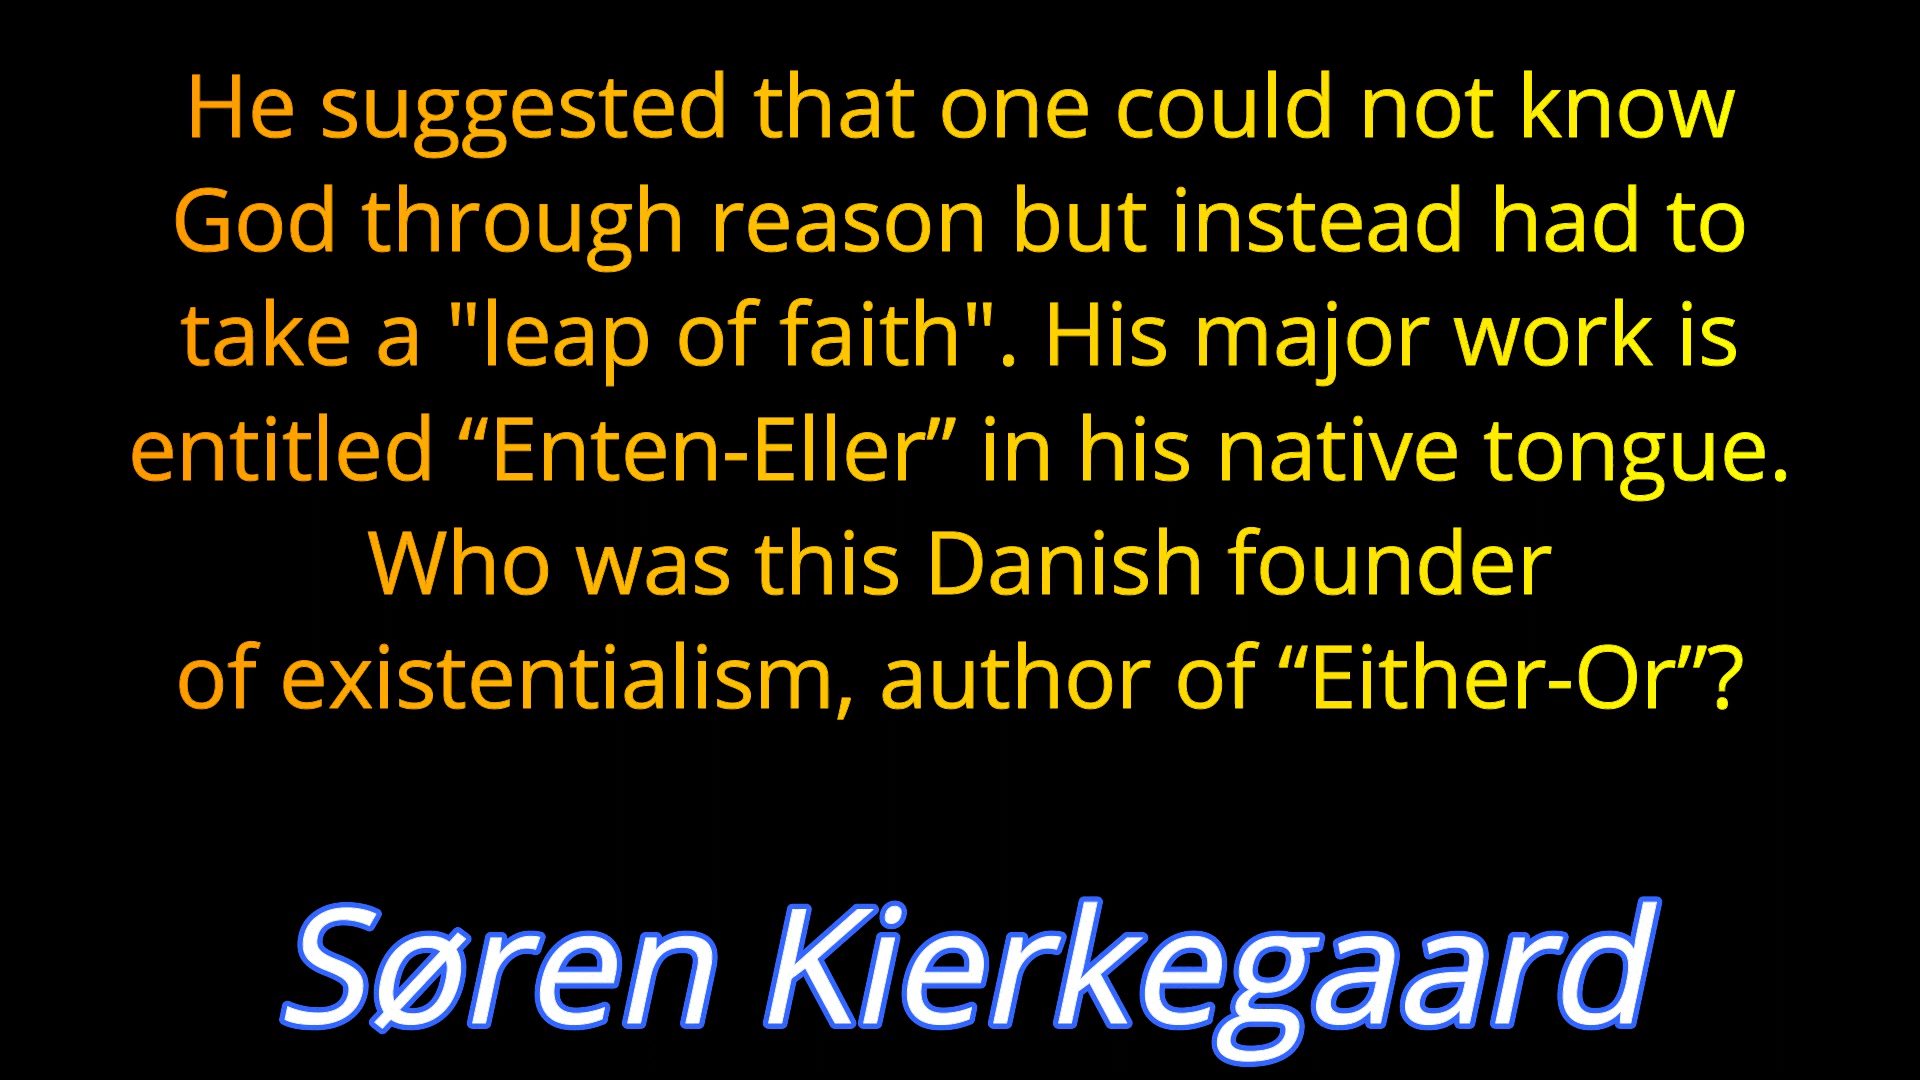 He suggested that one could not know
God through reason but instead had to
take a "leap of faith". His major work is
entitled “Enten-Eller” in his native tongue.
Who was this Danish founder
of existentialism, author of “Either-Or”?
Søren Kierkegaard